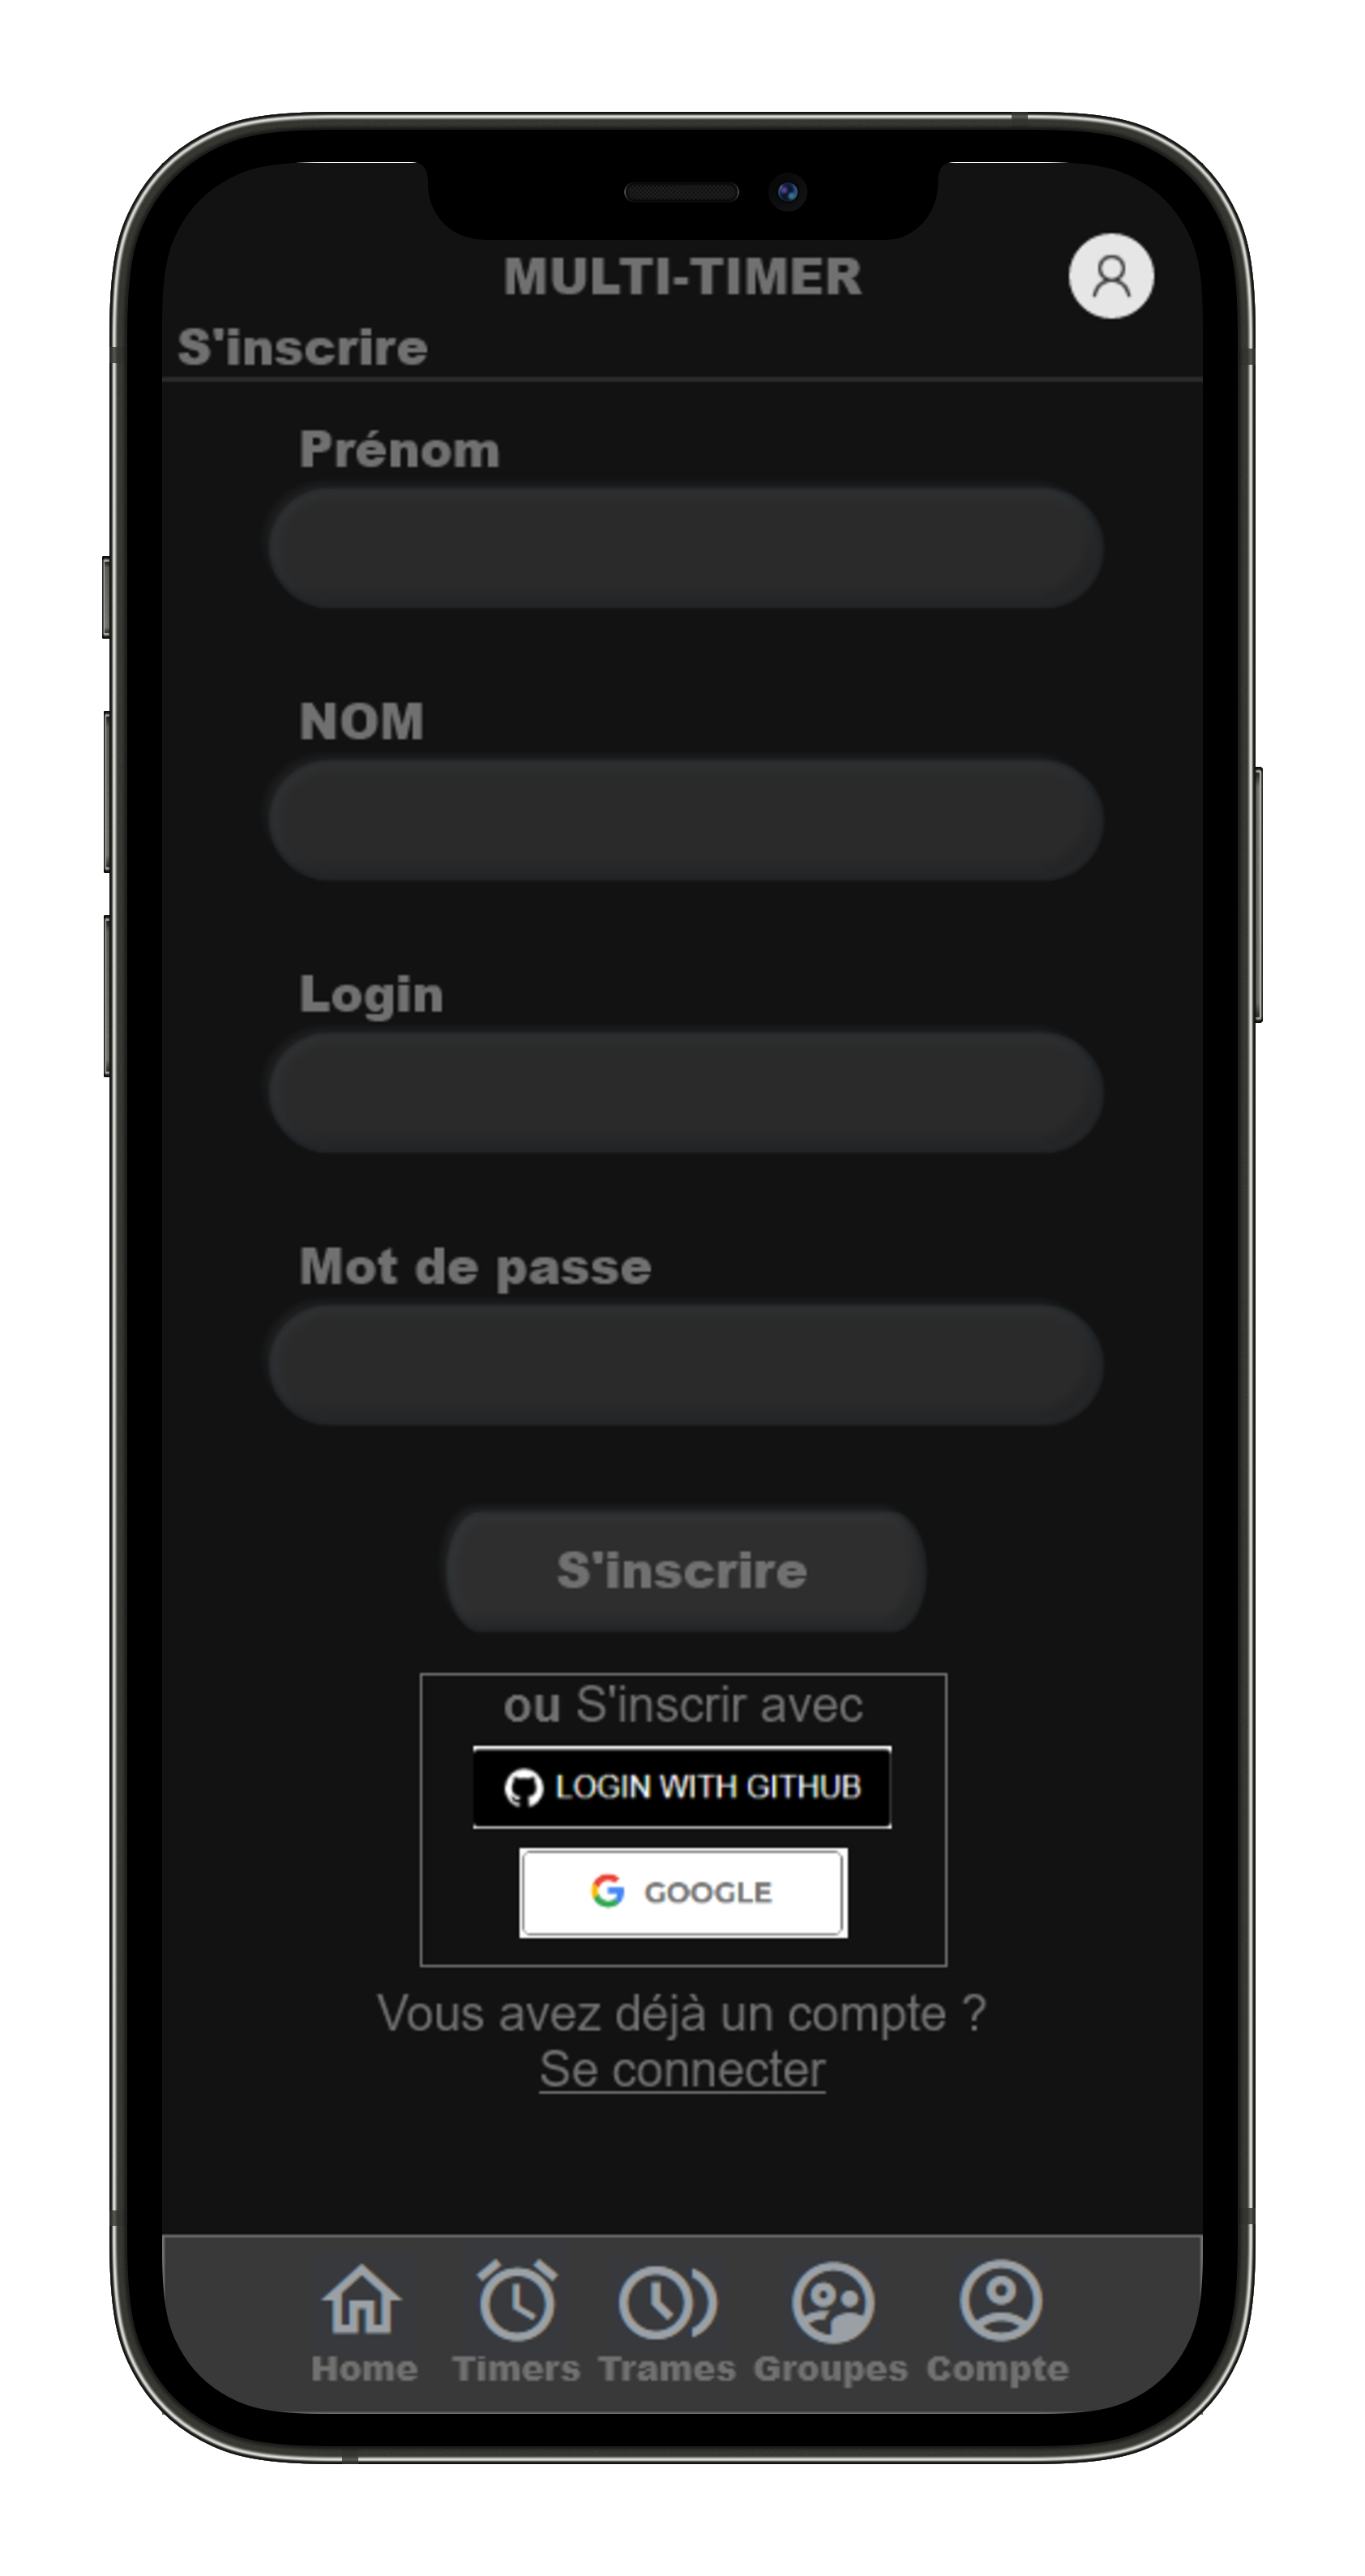 MULTI-TIMER
S'inscrire
Prénom
NOM
Login
Mot de passe
S'inscrire
ou S'inscrir avec
LOGIN WITH GITHUB
GOOGLE
Vous avez déjà un compte ?
Se connecter
Home Timers Trames Groupes Compte